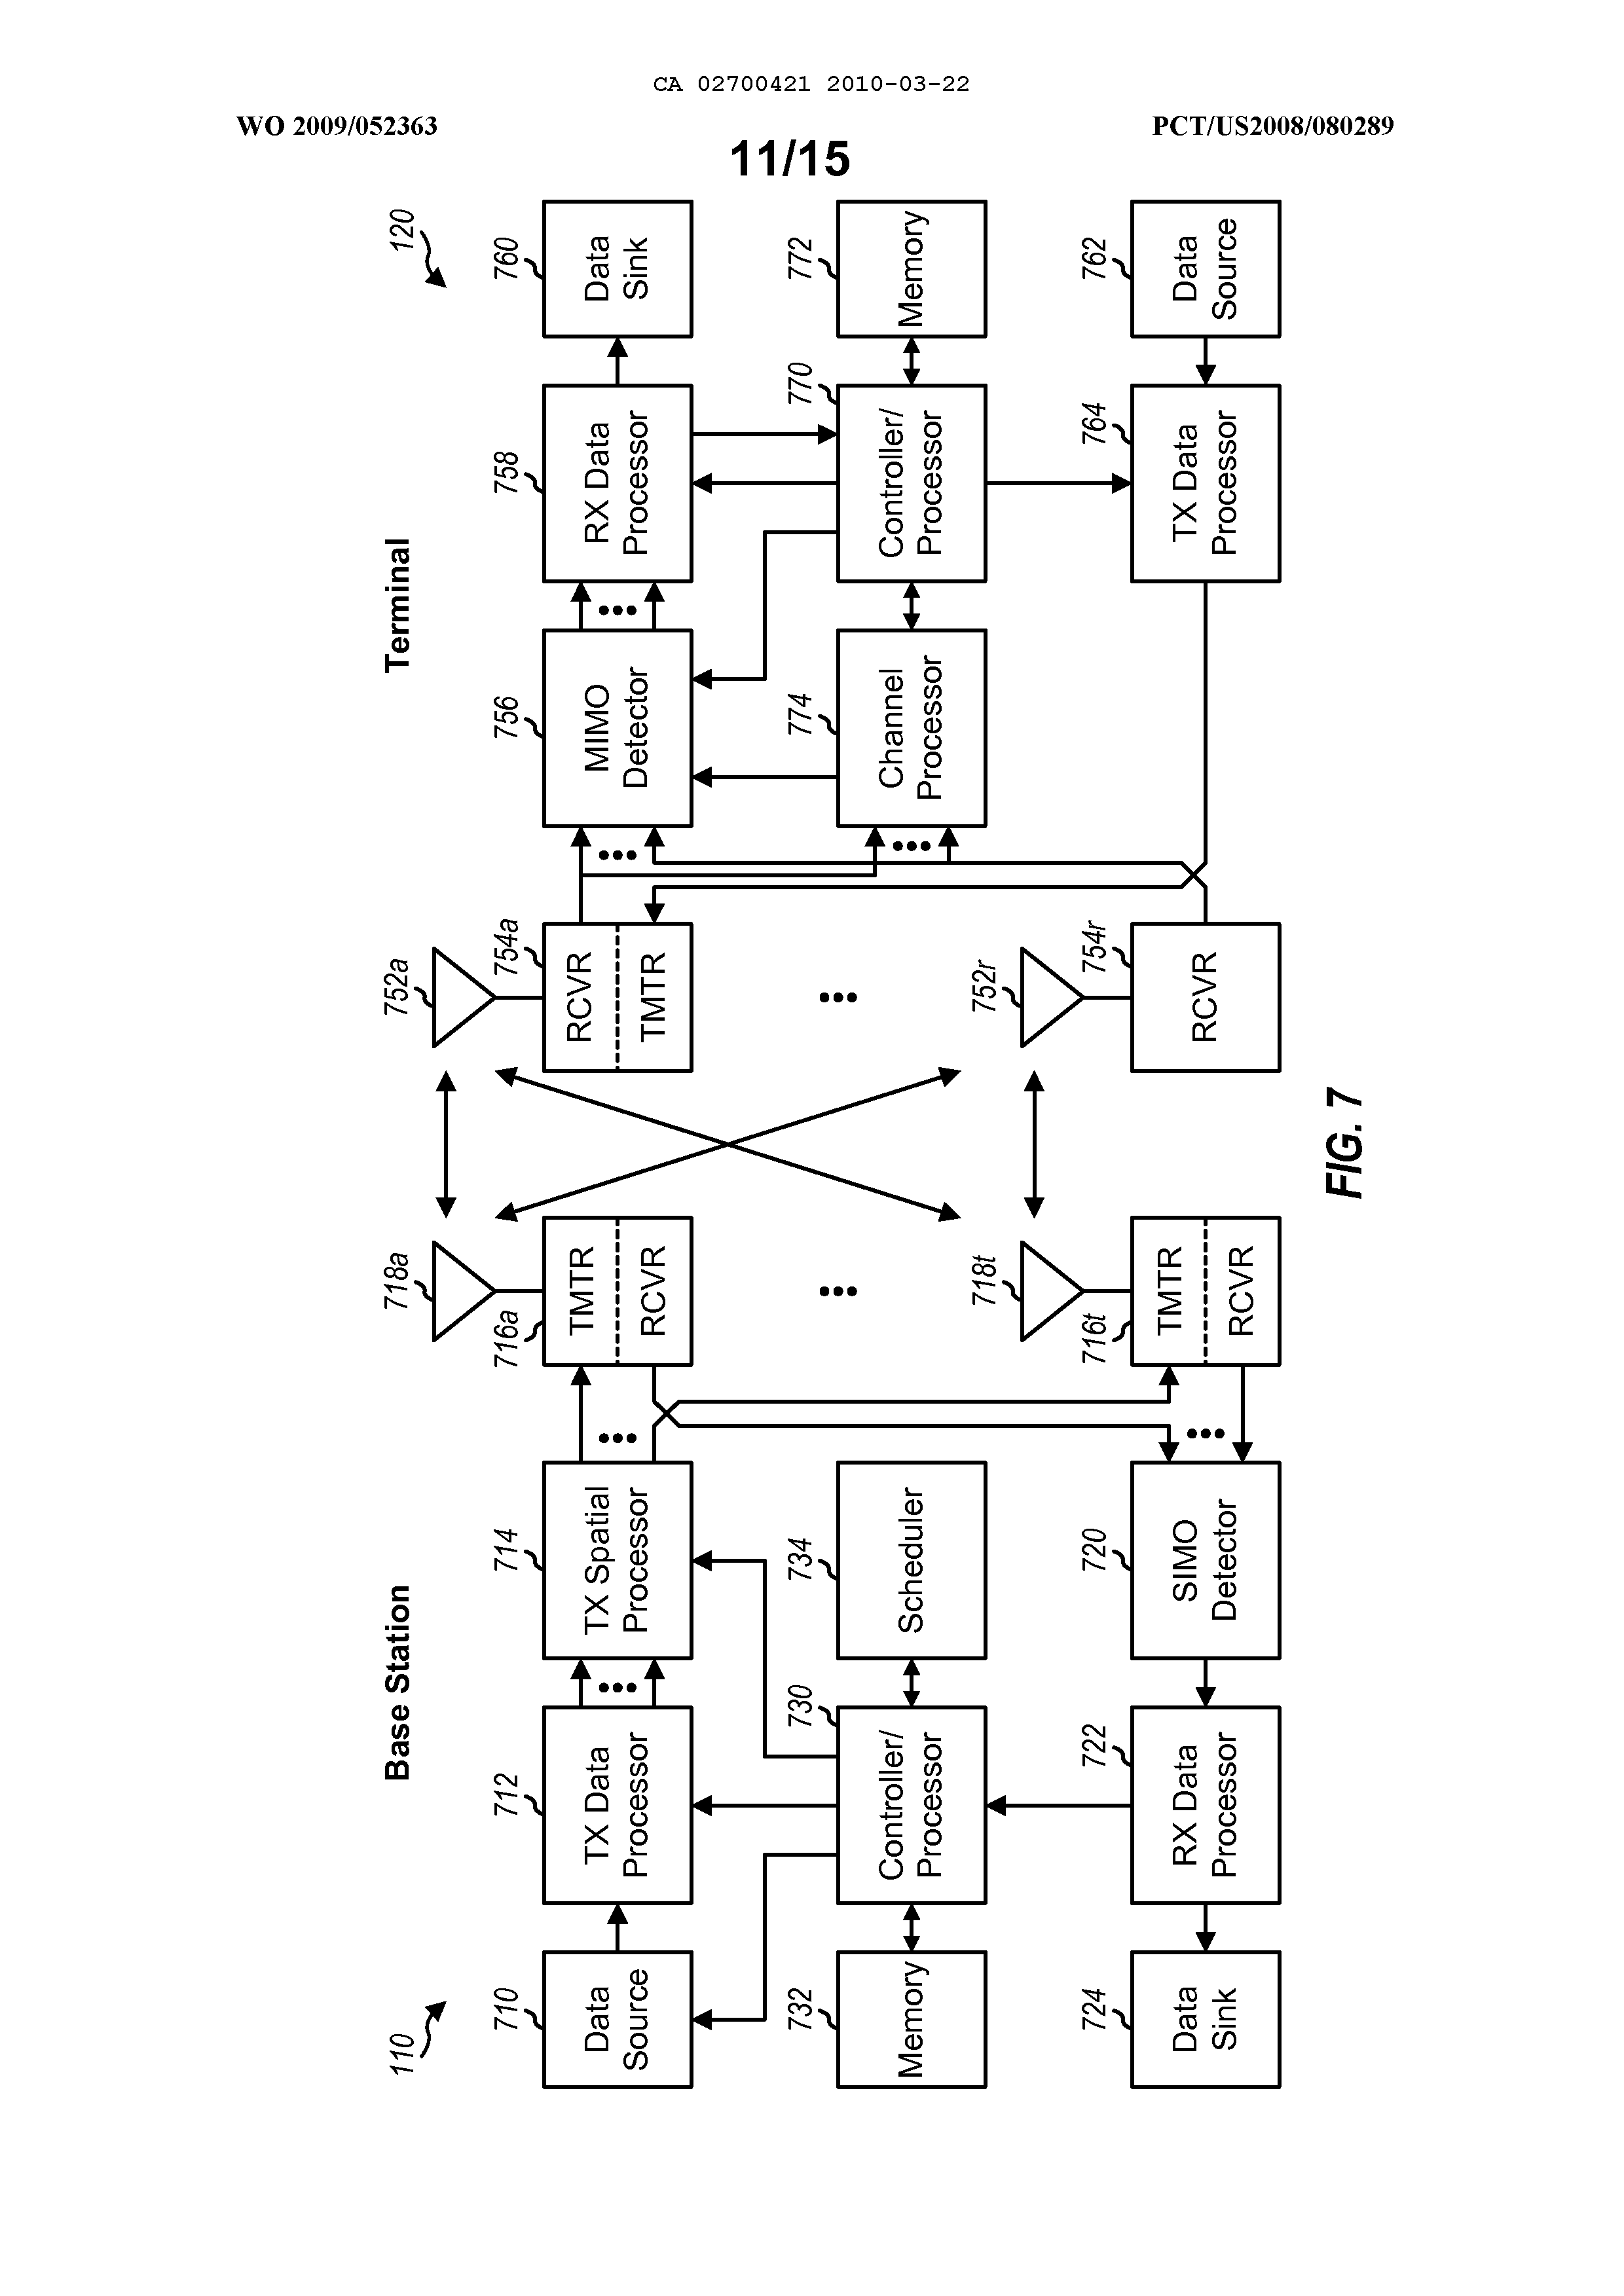 CA 02700421 2010-03-22
WO 2009/052363
PCT/US2008/080289
11/15
Base Station
Terminal
110
120
710
Data
Source
712
TX Data
Processor
714
TX Spatial
Processor
716a
TMTR
RCVR
718a
752a
754a
RCVR
TMTR
756
MIMO
Detector
758
RX Data
Processor
760
Data
Sink
732
Memory
730
Controller/
Processor
734
Scheduler
774
Channel
Processor
770
Controller/
Processor
772
Memory
724
Data
Sink
722
RX Data
Processor
720
SIMO
Detector
716t
TMTR
RCVR
718t
752r
754r
RCVR
764
TX Data
Processor
762
Data
Source
FIG. 7